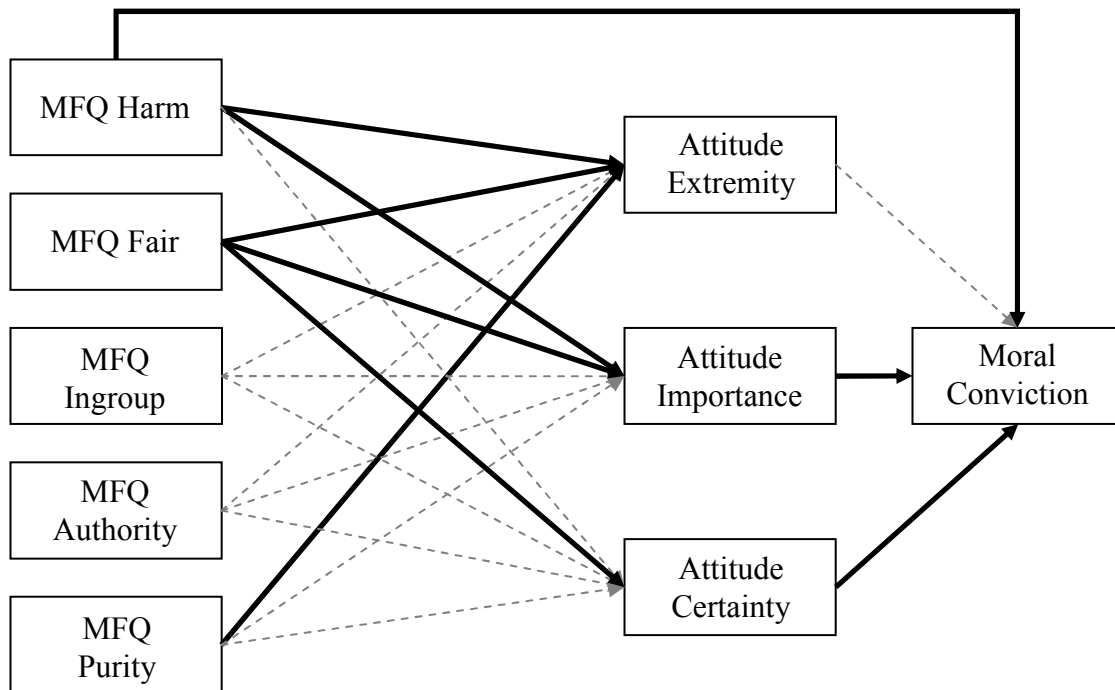 MFQ Harm
MFQ Fair
MFQ
Ingroup
MFQ
Authority
MFQ
Purity
Attitude
Extremity
Attitude
Importance
Attitude
Certainty
Moral
Conviction